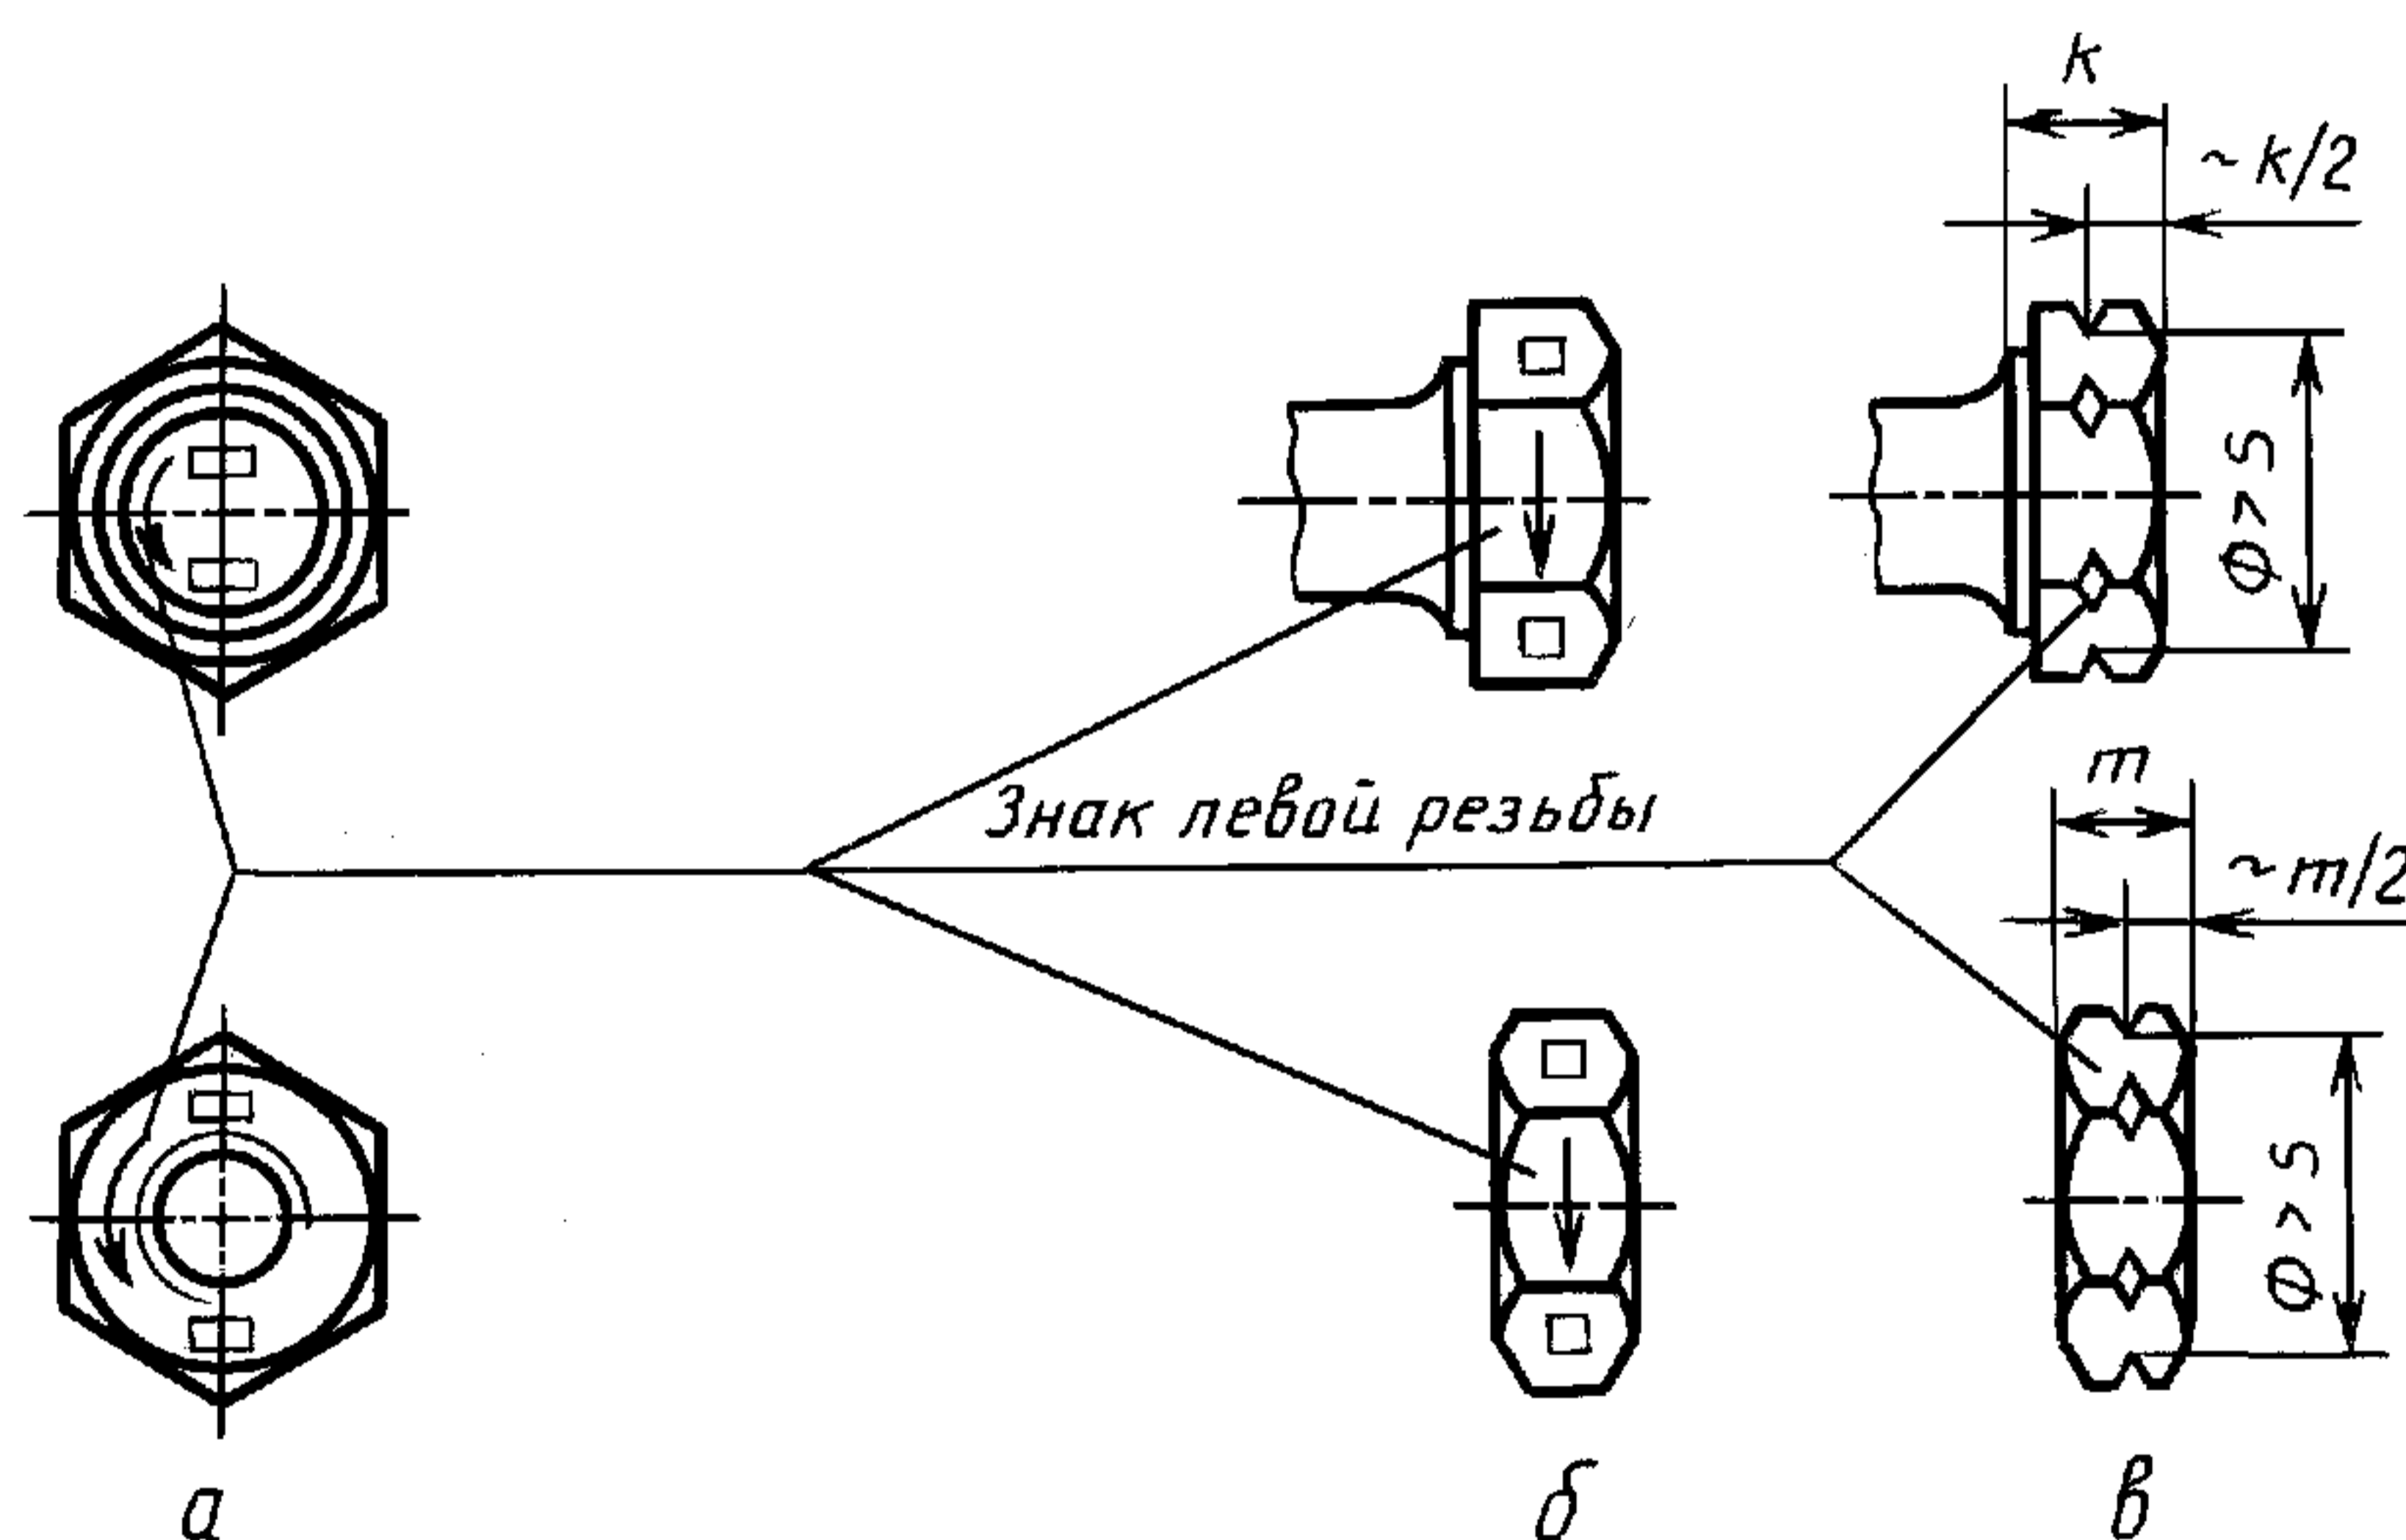 k
~k/2
⌀>S
Знак левой резьбы
m
~m/2
⌀>S
а
б
в